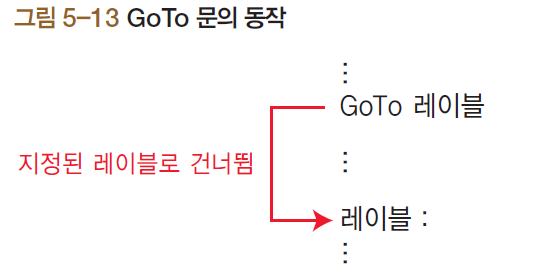 그림 5–13 GoTo 문의 동작
⋮
GoTo 레이블
지정된 레이블로 건너뜀
⋮
레이블 :
⋮